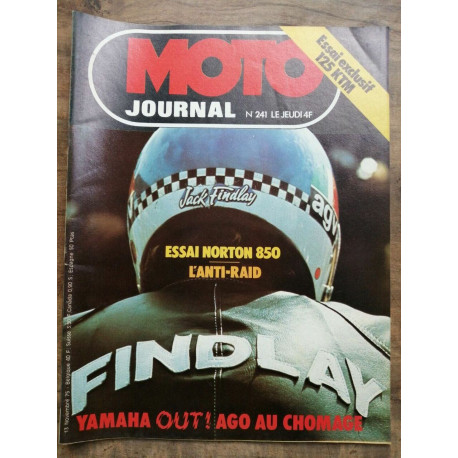 MOTO
JOURNAL
N 241 LE JEUDI 4F
Essai exclusif
125 KTM
Jack Findlay
agv
ESSAI NORTON 850
L'ANTI-RAID
FINDLAY
YAMAHA OUT! AGO AU CHOMAGE